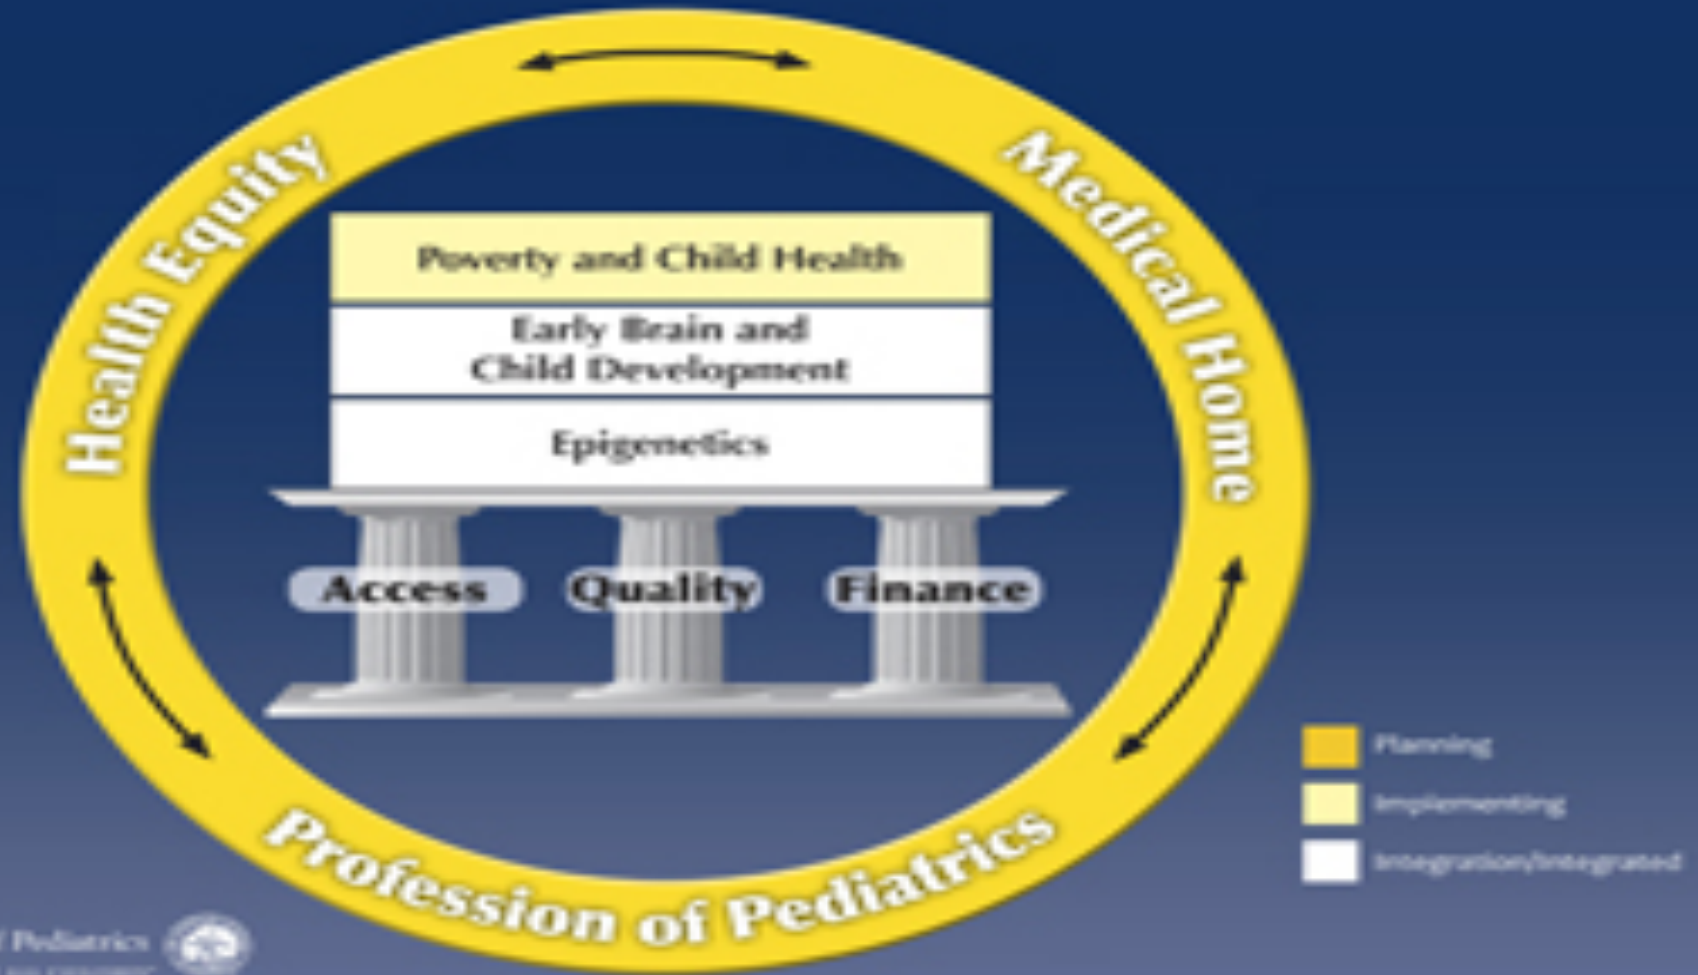 Health Equity
Medical Home
Poverty and Child Health
Early Brain and
Child Development
Epigenetics
Access Quality Finance
Profession of Pediatrics
Planning
Implementing
Integration/Integrated
Pediatrics